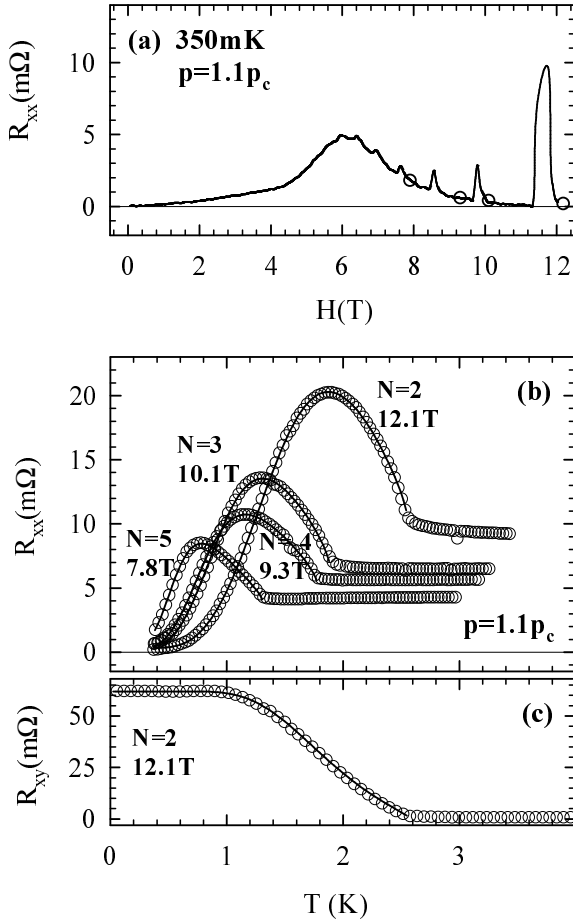 (a) 350mK
p=1.1p_c
R_xx(mΩ)
10
5
0
0 2 4 6 8 10 12
H(T)
(b)
20
15
10
5
0
R_xx(mΩ)
N=2
12.1T
N=3
10.1T
N=5
7.8T
N=4
9.3T
p=1.1p_c
(c)
50
25
0
R_xy(mΩ)
N=2
12.1T
0 1 2 3
T (K)